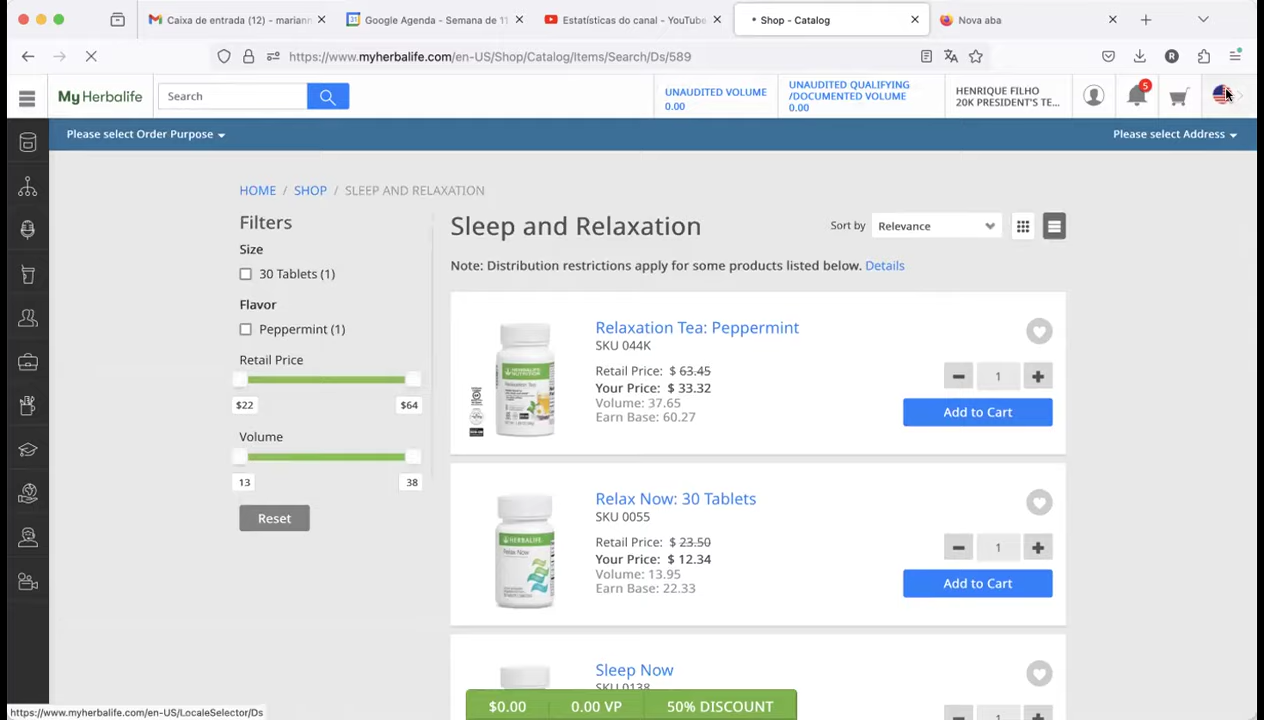 Caixa de entrada (12) - mariann
Google Agenda - Semana de 11
Estatísticas do canal - YouTube
Shop - Catalog
Nova aba
https://www.myherbalife.com/en-US/Shop/Catalog/Items/Search/Ds/589
MyHerbalife
Search
UNAUDITED VOLUME
0.00
UNAUDITED QUALIFYING
/DOCUMENTED VOLUME
0.00
HENRIQUE FILHO
20K PRESIDENT'S TE...
5
Please select Order Purpose
Please select Address
HOME / SHOP / SLEEP AND RELAXATION
Filters
Size
30 Tablets (1)
Flavor
Peppermint (1)
Retail Price
$22
$64
Volume
13
38
Reset
Sleep and Relaxation
Sort by
Relevance
Note: Distribution restrictions apply for some products listed below. Details
Relaxation Tea: Peppermint
SKU 044K
Retail Price: $ 63.45
Your Price: $ 33.32
Volume: 37.65
Earn Base: 60.27
1
Add to Cart
Relax Now: 30 Tablets
SKU 0055
Retail Price: $ 23.50
Your Price: $ 12.34
Volume: 13.95
Earn Base: 22.33
1
Add to Cart
HERBALIFE
Relax Now
Sleep Now
SKU 0138
1
$0.00
0.00 VP
50% DISCOUNT
https://www.myherbalife.com/en-US/LocaleSelector/Ds